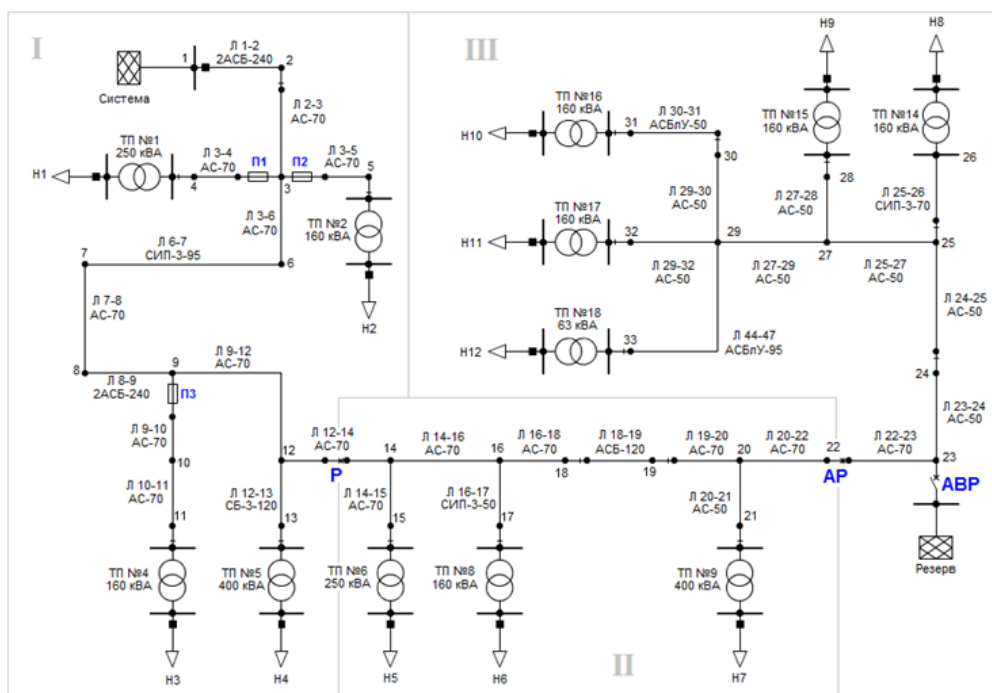 I
Л 1-2
2АСБ-240
1
2
Система
Л 2-3
АС-70
ТП №1
250 кВА
Л 3-4
АС-70
П1
П2
Л 3-5
АС-70
5
Н1
4
3
Л 3-6
АС-70
ТП №2
160 кВА
Л 6-7
СИП-3-95
7
6
Л 7-8
АС-70
Н2
Л 9-12
АС-70
9
8
Л 8-9
2АСБ-240
П3
Л 9-10
АС-70
10
12
Л 12-14
АС-70
Р
Л 10-11
АС-70
Л 12-13
СБ-3-120
11
13
ТП №4
160 кВА
ТП №5
400 кВА
Н3
Н4
II
14
Л 14-16
АС-70
16
Л 16-18
АС-70
18
Л 18-19
АСБ-120
19
Л 19-20
АС-70
20
Л 20-22
АС-70
22
АР
Л 14-15
АС-70
Л 16-17
СИП-3-50
Л 20-21
АС-50
15
17
21
ТП №6
250 кВА
ТП №8
160 кВА
ТП №9
400 кВА
Н5
Н6
Н7
III
Н9
Н8
ТП №16
160 кВА
Л 30-31
АСБлУ-50
ТП №15
160 кВА
ТП №14
160 кВА
Н10
31
30
26
28
Л 29-30
АС-50
Л 27-28
АС-50
Л 25-26
СИП-3-70
ТП №17
160 кВА
Н11
32
29
27
25
Л 29-32
АС-50
Л 27-29
АС-50
Л 25-27
АС-50
ТП №18
63 кВА
Л 24-25
АС-50
Н12
33
Л 44-47
АСБлУ-95
24
Л 23-24
АС-50
Л 22-23
АС-70
23
АВР
Резерв